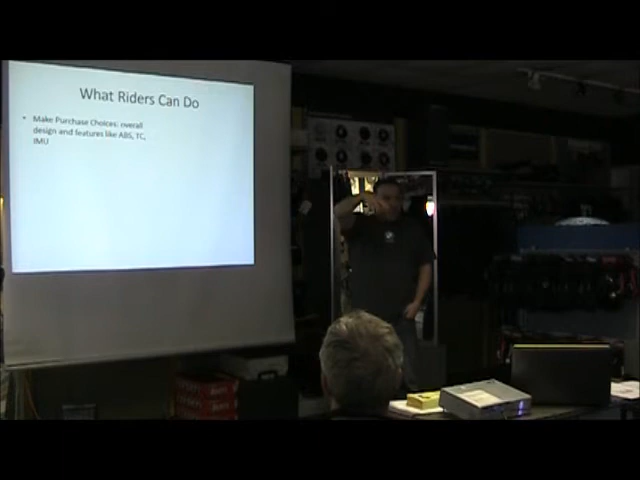 What Riders Can Do
• Make Purchase Choices: overall
design and features like ABS, TC,
IMU